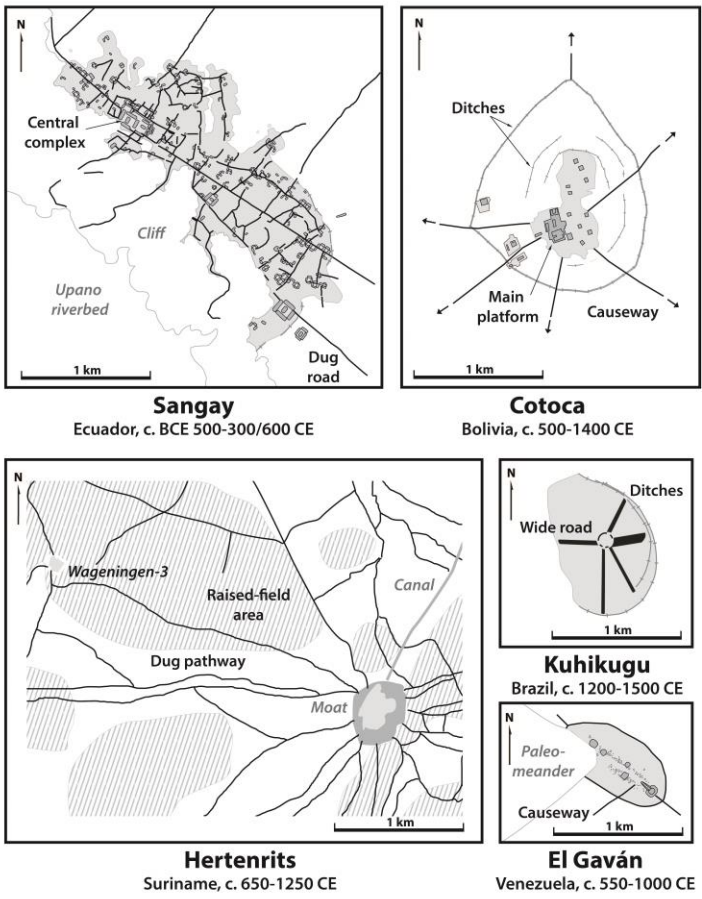 N
Central
complex
Cliff
Upano
riverbed
Dug
road
1 km
Sangay
Ecuador, c. BCE 500-300/600 CE
N
Ditches
Main
platform
Causeway
1 km
Cotoca
Bolivia, c. 500-1400 CE
N
Wageningen-3
Raised-field
area
Canal
Dug pathway
Moat
1 km
Hertenrits
Suriname, c. 650-1250 CE
N
Ditches
Wide road
1 km
Kuhikugu
Brazil, c. 1200-1500 CE
N
Paleo-
meander
Causeway
1 km
El Gaván
Venezuela, c. 550-1000 CE